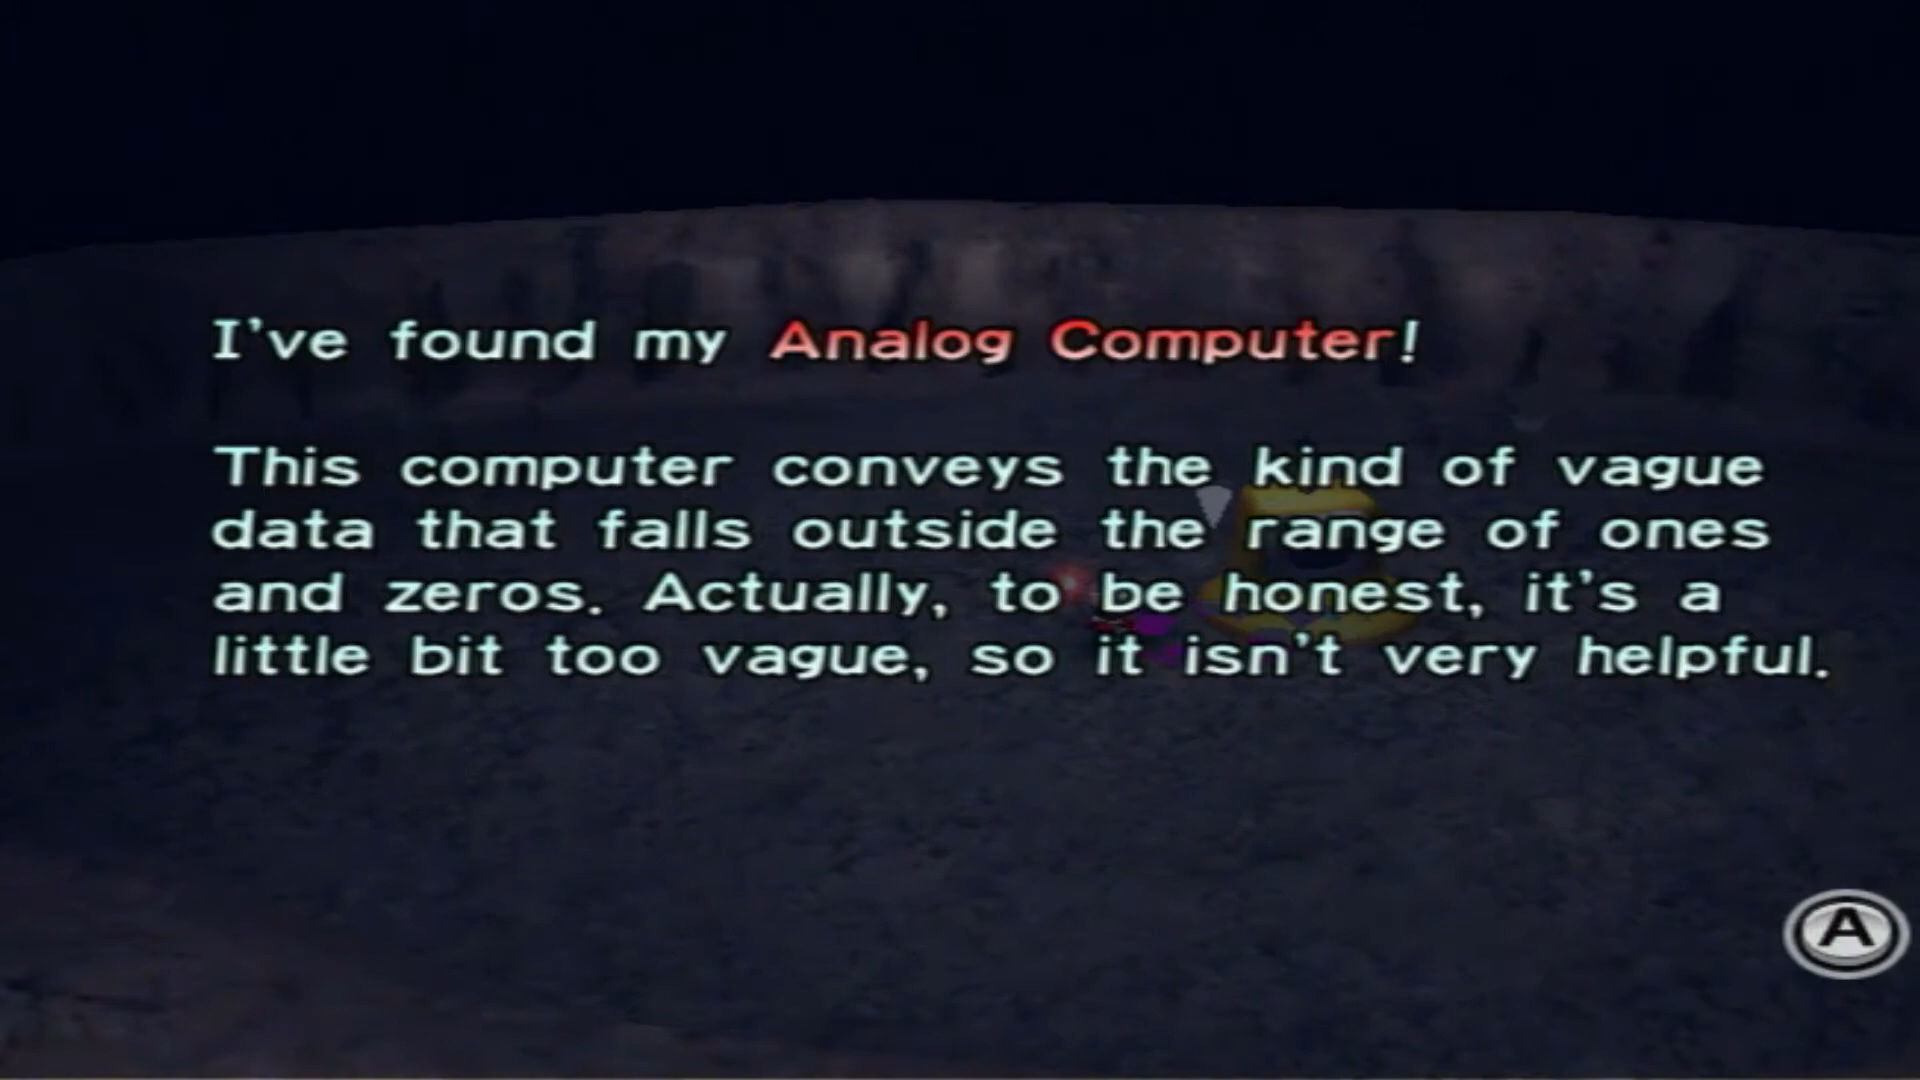 I've found my Analog Computer!
This computer conveys the kind of vague
data that falls outside the range of ones
and zeros. Actually, to be honest, it's a
little bit too vague, so it isn't very helpful.
A